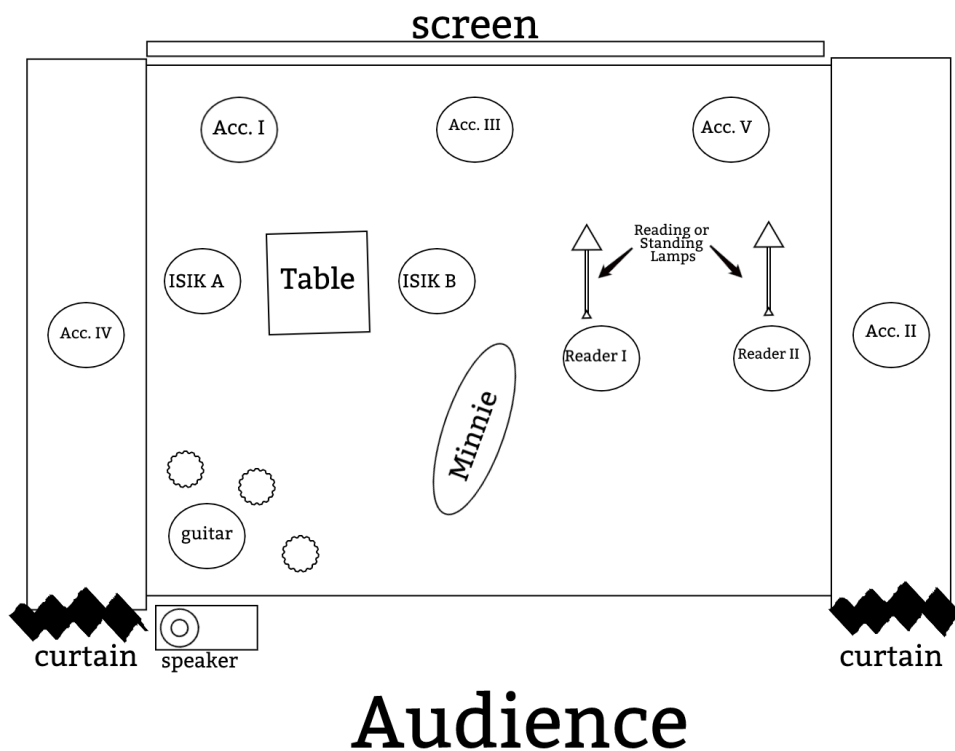 screen
Acc. I
Acc. III
Acc. V
Reading or
Standing
Lamps
ISIK A
Table
ISIK B
Acc. IV
Acc. II
Reader I
Reader II
Minnie
guitar
curtain
speaker
curtain
Audience